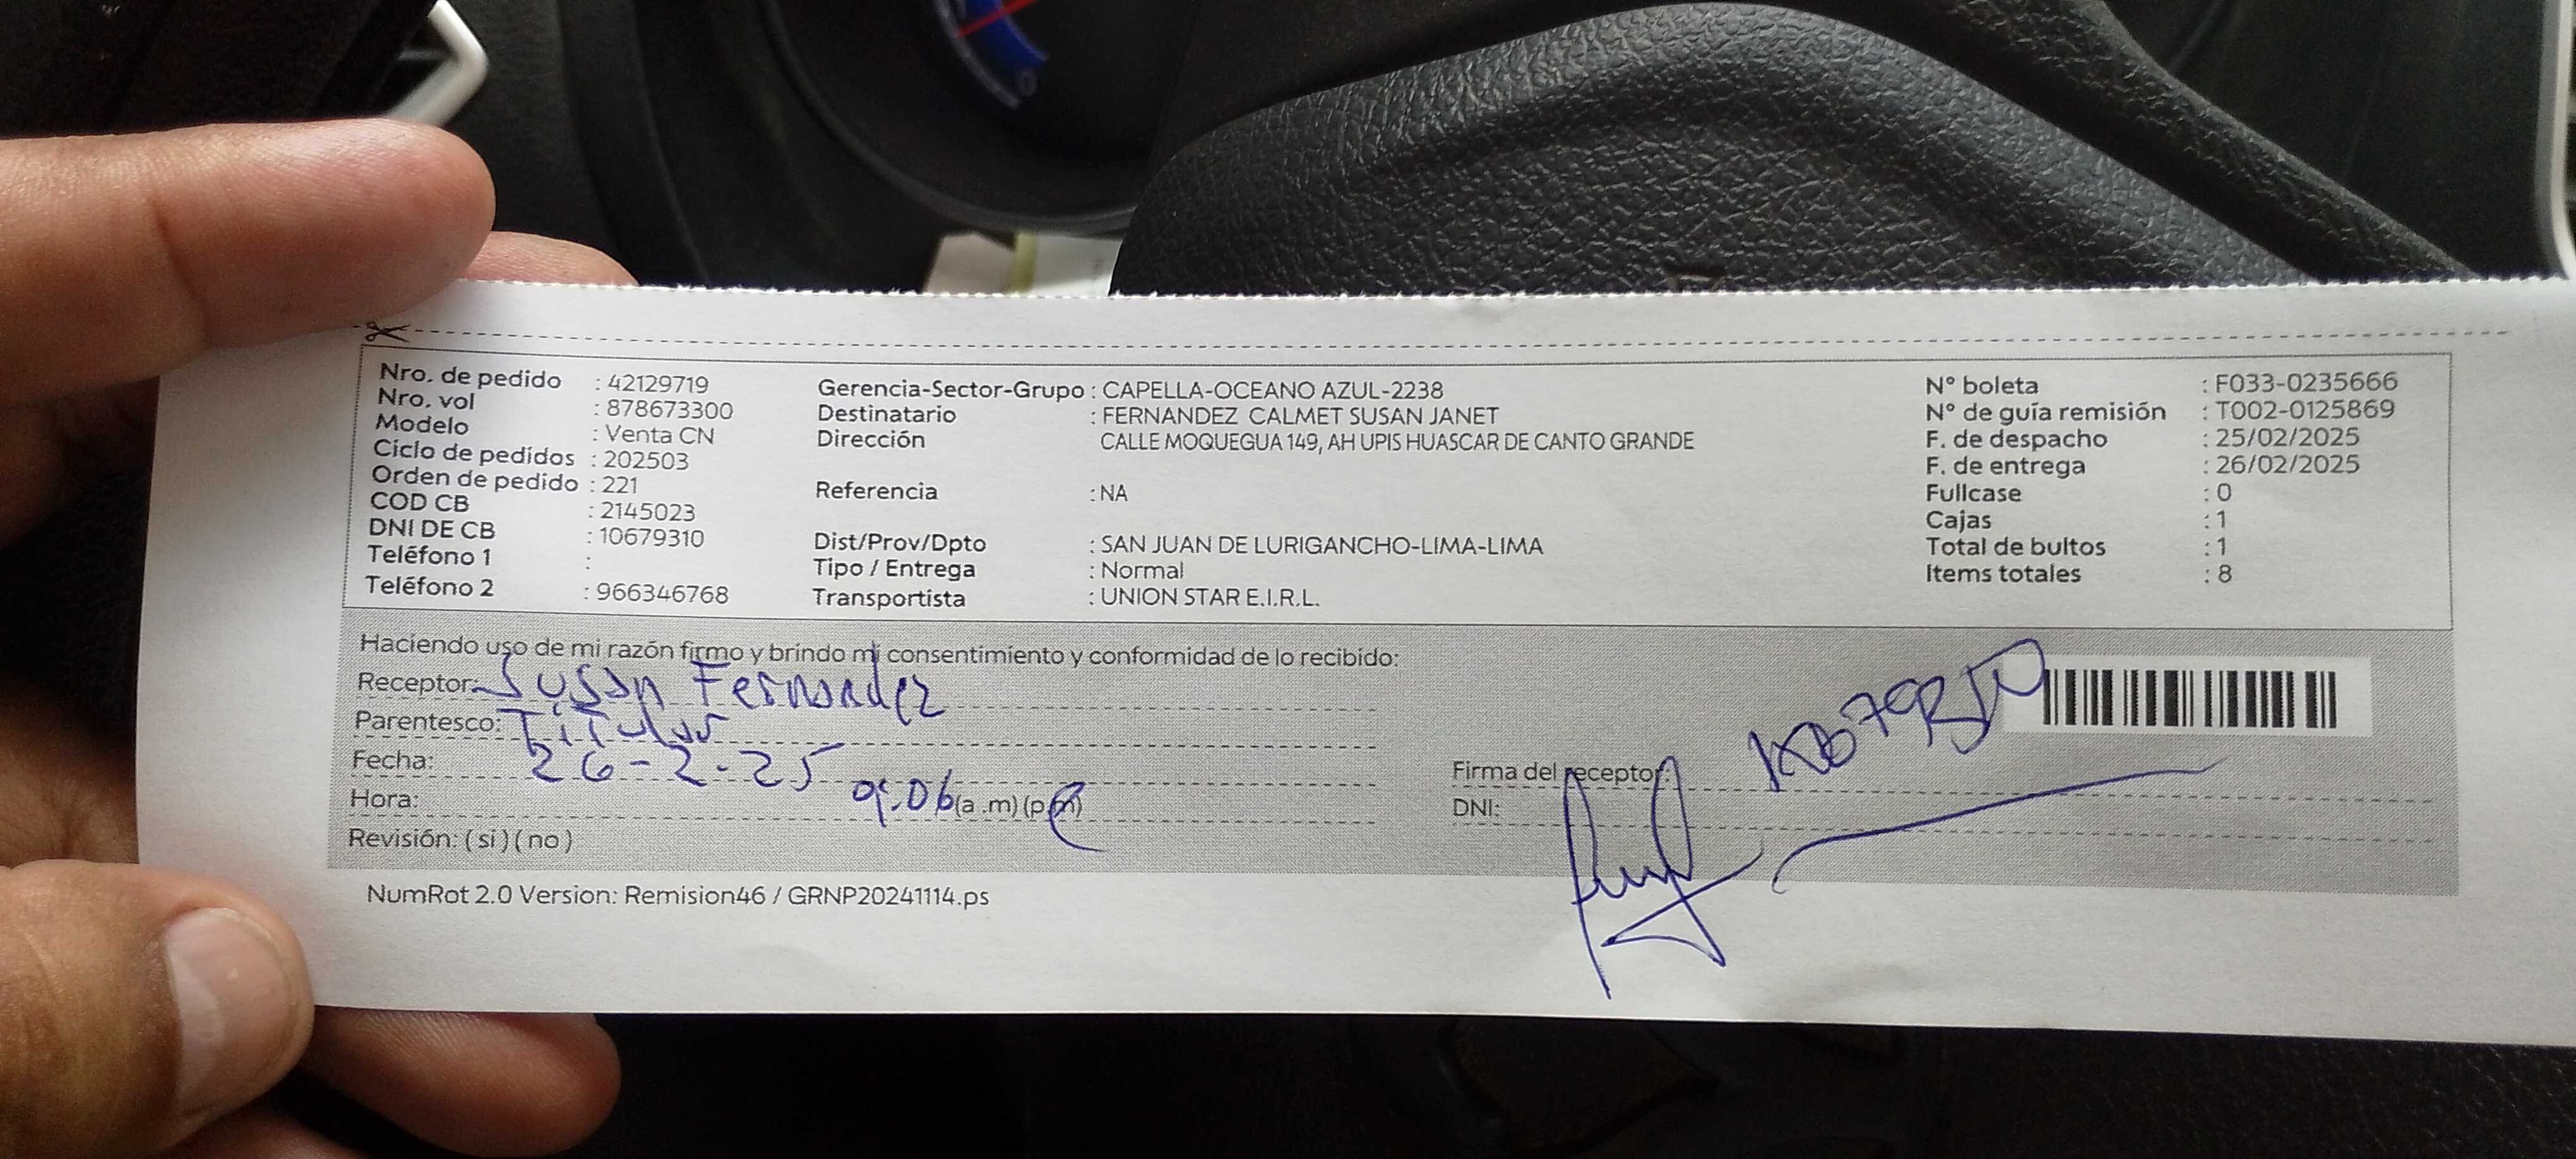 Nro. de pedido : 42129719
Nro. vol : 878673300
Modelo : Venta CN
Ciclo de pedidos : 202503
Orden de pedido : 221
COD CB : 2145023
DNI DE CB : 10679310
Teléfono 1 :
Teléfono 2 : 966346768
Gerencia-Sector-Grupo : CAPELLA-OCEANO AZUL-2238
Destinatario : FERNANDEZ CALMET SUSAN JANET
Dirección CALLE MOQUEGUA 149, AH UPIS HUASCAR DE CANTO GRANDE
Referencia : NA
Dist/Prov/Dpto : SAN JUAN DE LURIGANCHO-LIMA-LIMA
Tipo / Entrega : Normal
Transportista : UNION STAR E.I.R.L.
N° boleta : F033-0235666
N° de guía remisión : T002-0125869
F. de despacho : 25/02/2025
F. de entrega : 26/02/2025
Fullcase : 0
Cajas : 1
Total de bultos : 1
Items totales : 8
Haciendo uso de mi razón firmo y brindo mi consentimiento y conformidad de lo recibido:
Receptor: Susan Fernandez
Parentesco: Titular
Fecha: 26-2-25
Hora: 09:06 (a .m) (p.m)
Revisión: ( si ) ( no )
Firma del receptor:
DNI:
NumRot 2.0 Version: Remision46 / GRNP20241114.ps